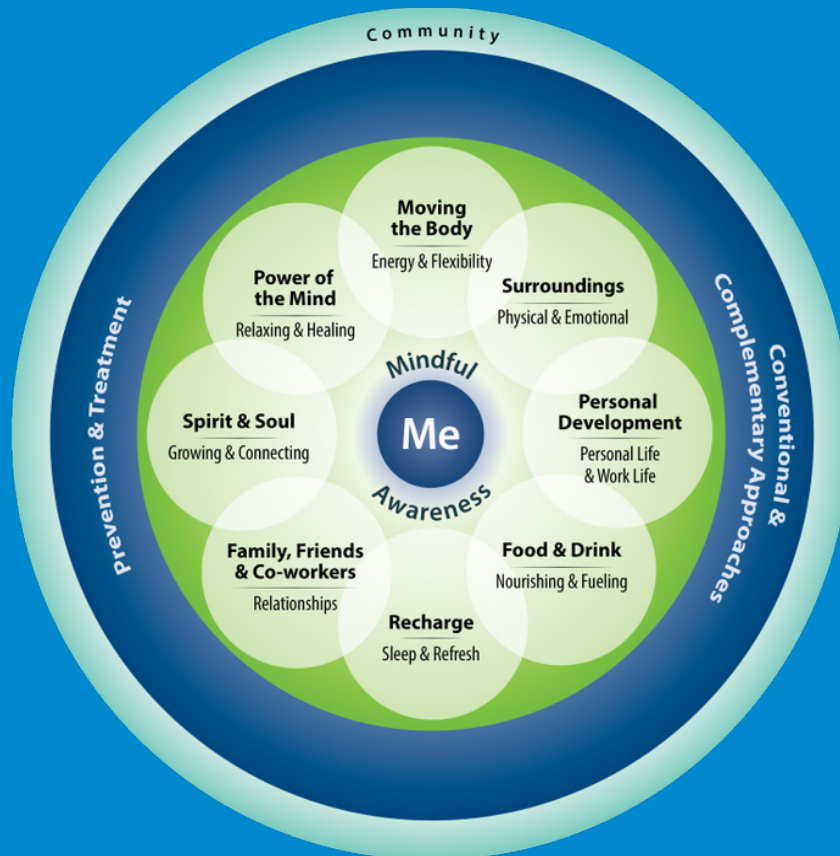 Community
Moving
the Body
Energy & Flexibility
Surroundings
Physical & Emotional
Personal
Development
Personal Life
& Work Life
Food & Drink
Nourishing & Fueling
Recharge
Sleep & Refresh
Family, Friends
& Co-workers
Relationships
Spirit & Soul
Growing & Connecting
Power of
the Mind
Relaxing & Healing
Mindful
Me
Awareness
Prevention & Treatment
Conventional &
Complementary Approaches